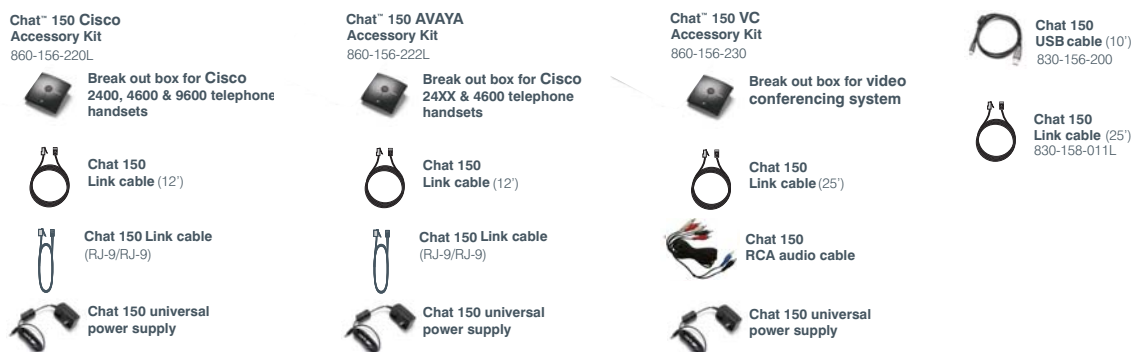 Chat™ 150 Cisco
Accessory Kit
860-156-220L
Break out box for Cisco
2400, 4600 & 9600 telephone
handsets
Chat 150
Link cable (12’)
Chat 150 Link cable
(RJ-9/RJ-9)
Chat 150 universal
power supply
Chat™ 150 AVAYA
Accessory Kit
860-156-222L
Break out box for Cisco
24XX & 4600 telephone
handsets
Chat 150
Link cable (12’)
Chat 150 Link cable
(RJ-9/RJ-9)
Chat 150 universal
power supply
Chat™ 150 VC
Accessory Kit
860-156-230
Break out box for video
conferencing system
Chat 150
Link cable (25’)
Chat 150
RCA audio cable
Chat 150 universal
power supply
Chat 150
USB cable (10’)
830-156-200
Chat 150
Link cable (25’)
830-158-011L